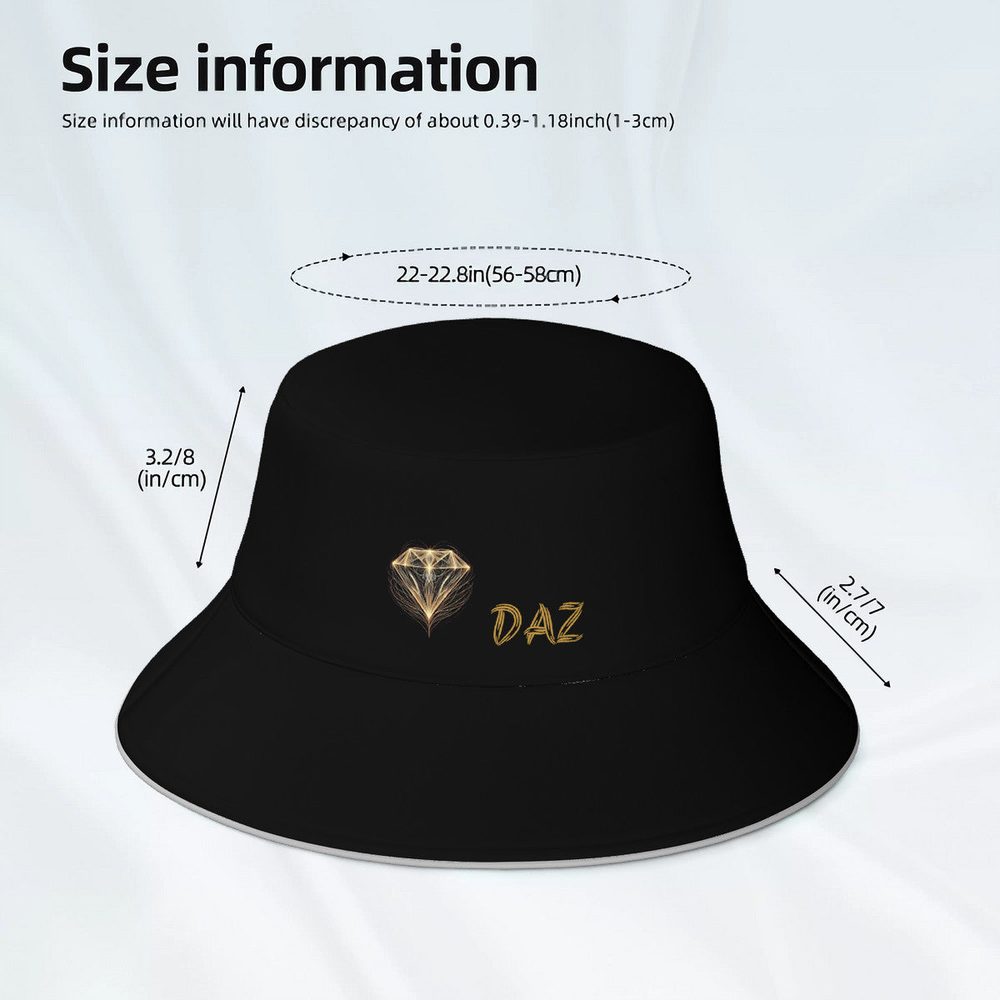 Size information
Size information will have discrepancy of about 0.39-1.18inch(1-3cm)
22-22.8in(56-58cm)
3.2/8
(in/cm)
2.7/7
(in/cm)
DAZ